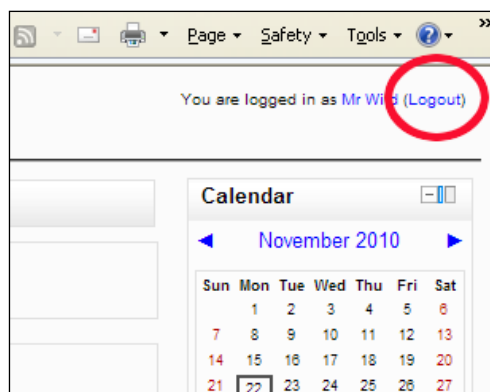 » 
Page Safety Tools
You are logged in as Mr Wild (Logout)
Calendar
November 2010
Sun Mon Tue Wed Thu Fri Sat
1 2 3 4 5 6
7 8 9 10 11 12 13
14 15 16 17 18 19 20
21 22 23 24 25 26 27